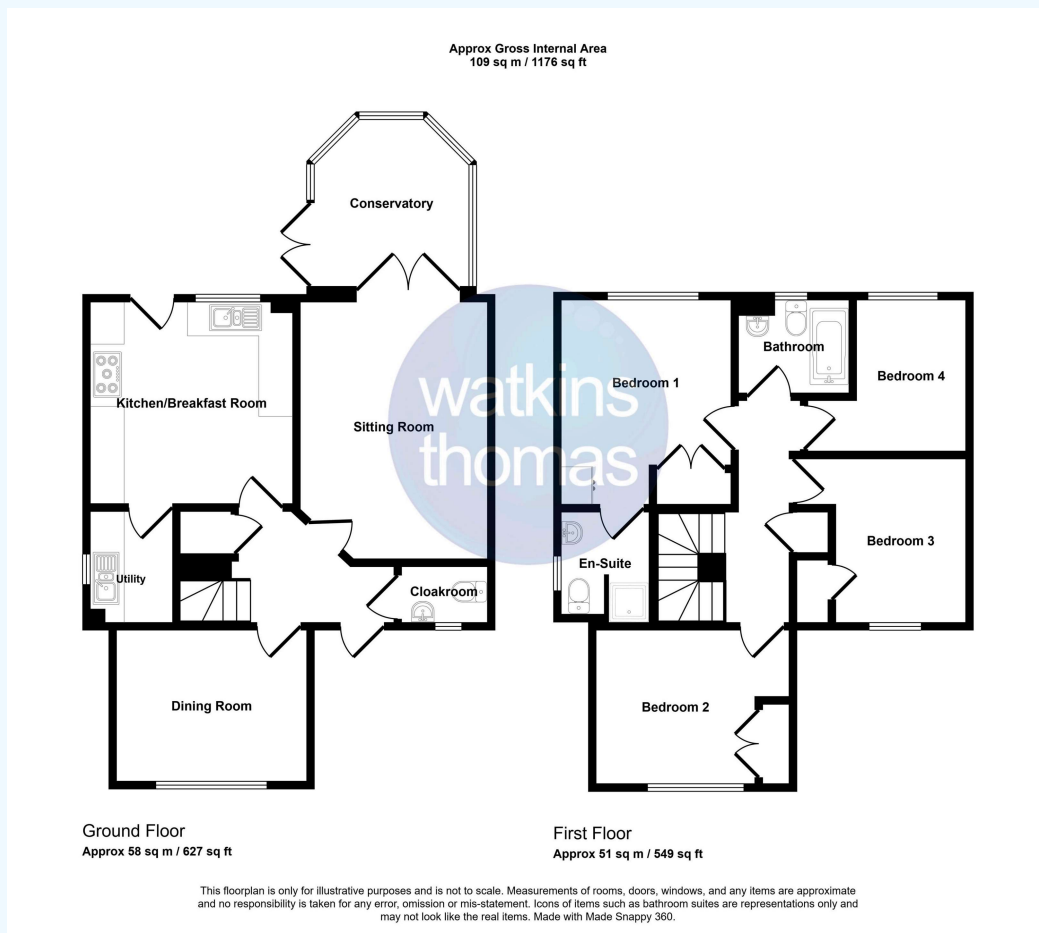 Approx Gross Internal Area
109 sq m / 1176 sq ft
Conservatory
Kitchen/Breakfast Room
Sitting Room
Utility
Cloakroom
Dining Room
Bedroom 1
Bathroom
Bedroom 4
En-Suite
Bedroom 3
Bedroom 2
watkins
thomas
Ground Floor
Approx 58 sq m / 627 sq ft
First Floor
Approx 51 sq m / 549 sq ft
This floorplan is only for illustrative purposes and is not to scale. Measurements of rooms, doors, windows, and any items are approximate
and no responsibility is taken for any error, omission or mis-statement. Icons of items such as bathroom suites are representations only and
may not look like the real items. Made with Made Snappy 360.